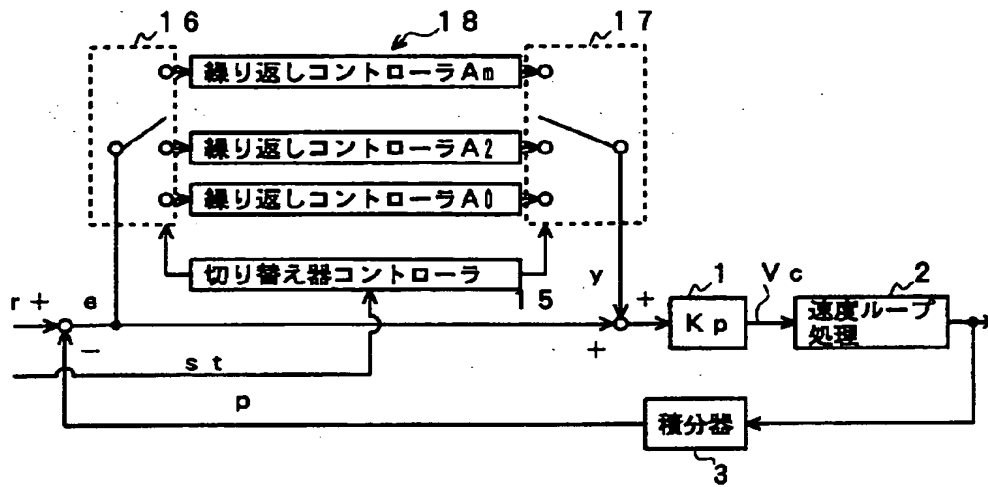 16
18
17
繰り返しコントローラAm
繰り返しコントローラA2
繰り返しコントローラA0
切り替え器コントローラ
15
r + e
y
+
1
Kp
Vc
2
速度ループ
処理
−
+
st
p
積分器
3